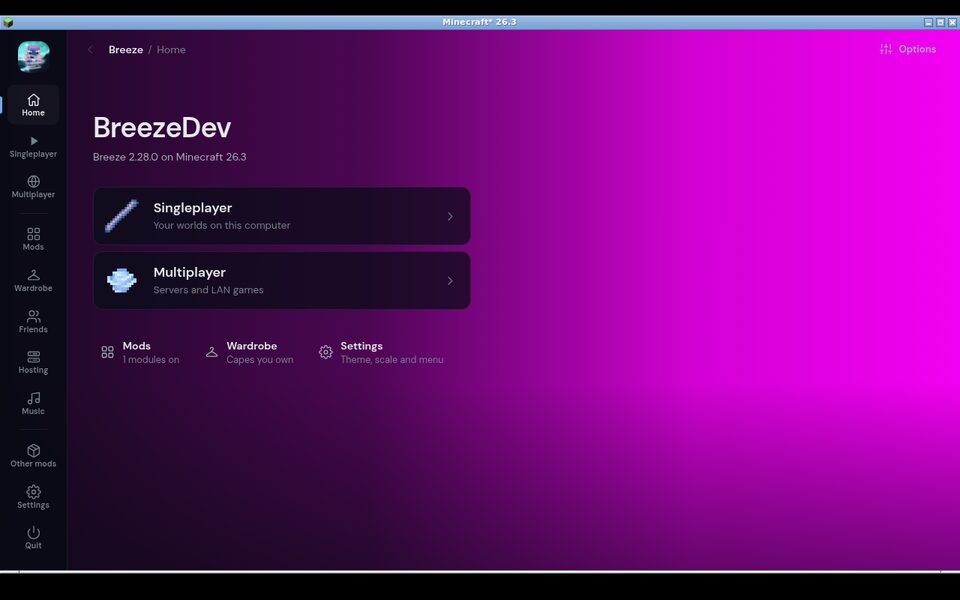 Minecraft* 26.3
Breeze / Home
Options
Home
Singleplayer
Multiplayer
Mods
Wardrobe
Friends
Hosting
Music
Other mods
Settings
Quit
BreezeDev
Breeze 2.28.0 on Minecraft 26.3
Singleplayer
Your worlds on this computer
Multiplayer
Servers and LAN games
Mods
1 modules on
Wardrobe
Capes you own
Settings
Theme, scale and menu